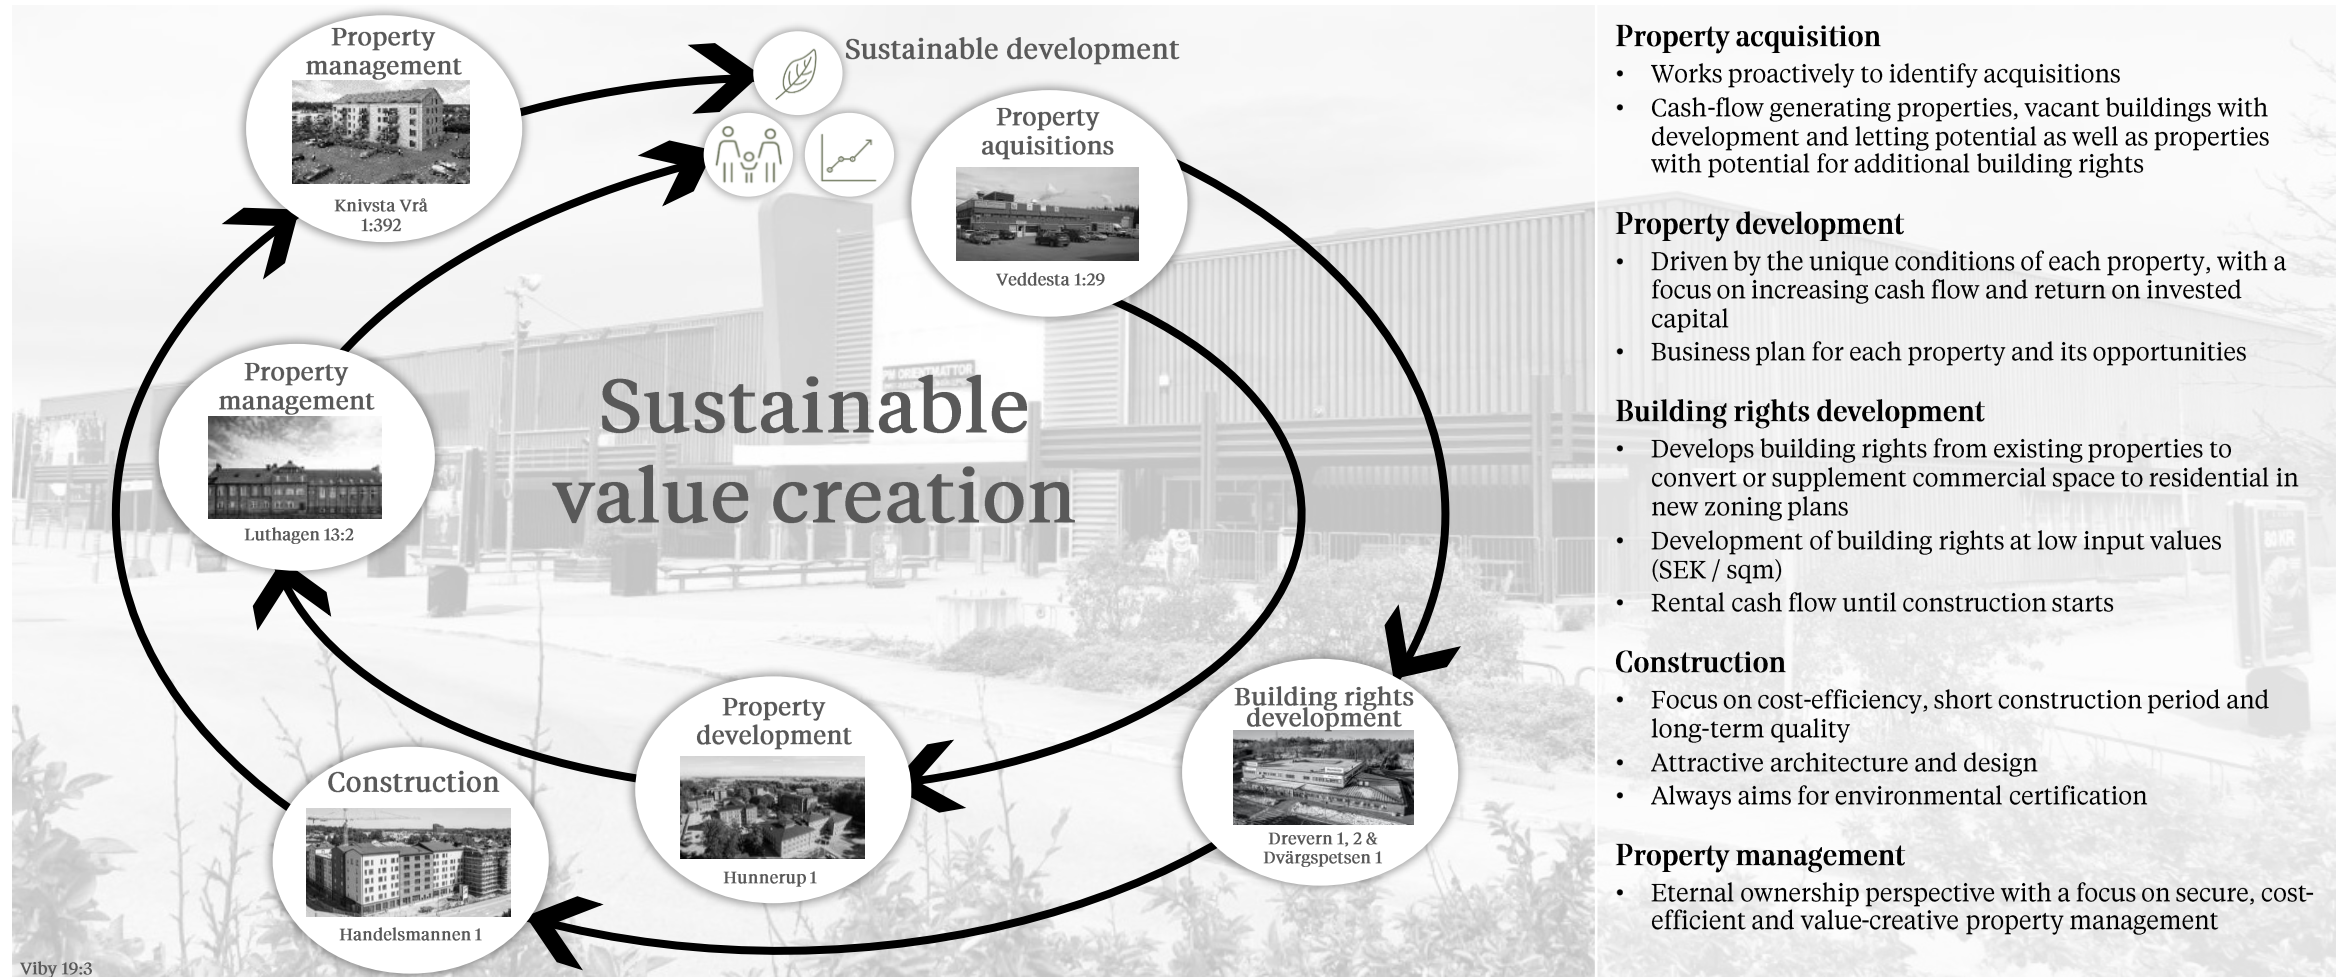 Property
management
Knivsta Vrå
1:392
Sustainable development
Property
aquisitions
Veddesta 1:29
Property
management
Luthagen 13:2
Sustainable
value creation
Property
development
Hunnerup 1
Building rights
development
Drevern 1, 2 &
Dvärgspetsen 1
Construction
Handelsmannen 1
Viby 19:3
Property acquisition
• Works proactively to identify acquisitions
• Cash-flow generating properties, vacant buildings with
development and letting potential as well as properties
with potential for additional building rights
Property development
• Driven by the unique conditions of each property, with a
focus on increasing cash flow and return on invested
capital
• Business plan for each property and its opportunities
Building rights development
• Develops building rights from existing properties to
convert or supplement commercial space to residential in
new zoning plans
• Development of building rights at low input values
(SEK / sqm)
• Rental cash flow until construction starts
Construction
• Focus on cost-efficiency, short construction period and
long-term quality
• Attractive architecture and design
• Always aims for environmental certification
Property management
• Eternal ownership perspective with a focus on secure, cost-
efficient and value-creative property management
80 KR